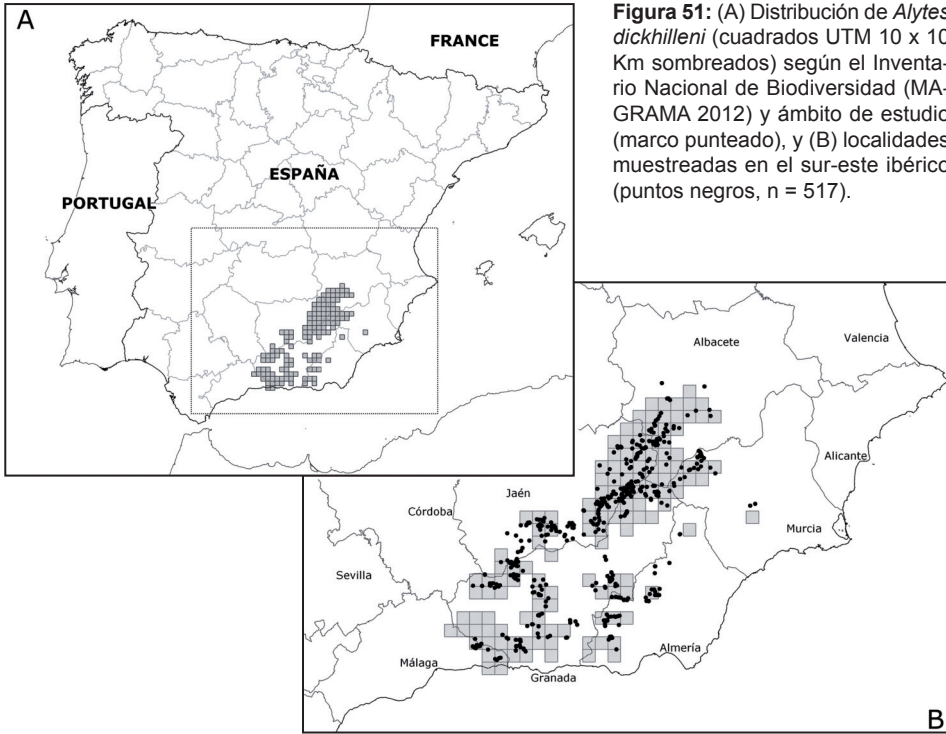 A
FRANCE
ESPAÑA
PORTUGAL
Figura 51: (A) Distribución de Alytes
dickhilleni (cuadrados UTM 10 x 10
Km sombreados) según el Inventa-
rio Nacional de Biodiversidad (MA-
GRAMA 2012) y ámbito de estudio
(marco punteado), y (B) localidades
muestreadas en el sur-este ibérico
(puntos negros, n = 517).
Albacete
Valencia
Alicante
Jaén
Córdoba
Murcia
Sevilla
Almería
Málaga
Granada
B